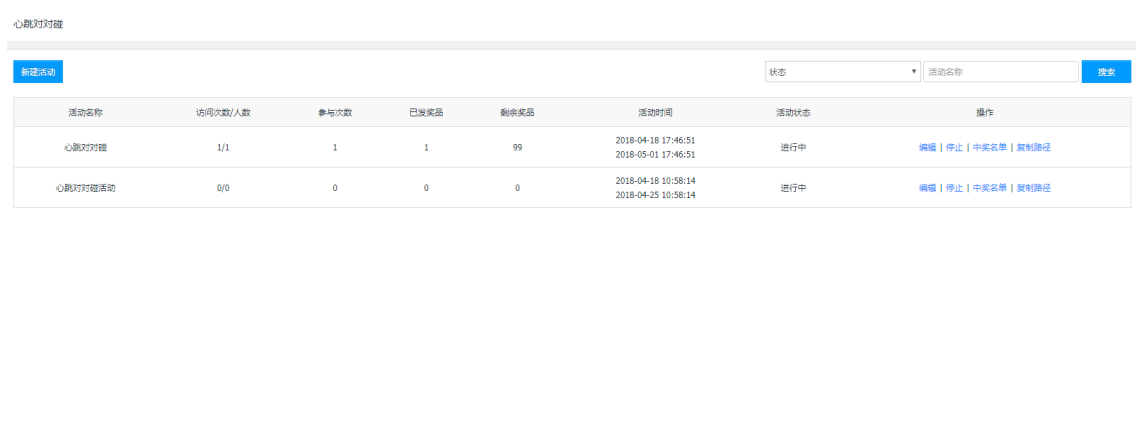 心跳对对碰
新建活动 状态 活动名称 搜索
活动名称 访问次数/人数 参与次数 已发奖品 剩余奖品 活动时间 活动状态 操作
心跳对对碰 1/1 1 1 99 2018-04-18 17:46:51 进行中 编辑 | 停止 | 中奖名单 | 复制路径
2018-05-01 17:46:51
心跳对对碰活动 0/0 0 0 0 2018-04-18 10:58:14 进行中 编辑 | 停止 | 中奖名单 | 复制路径
2018-04-25 10:58:14